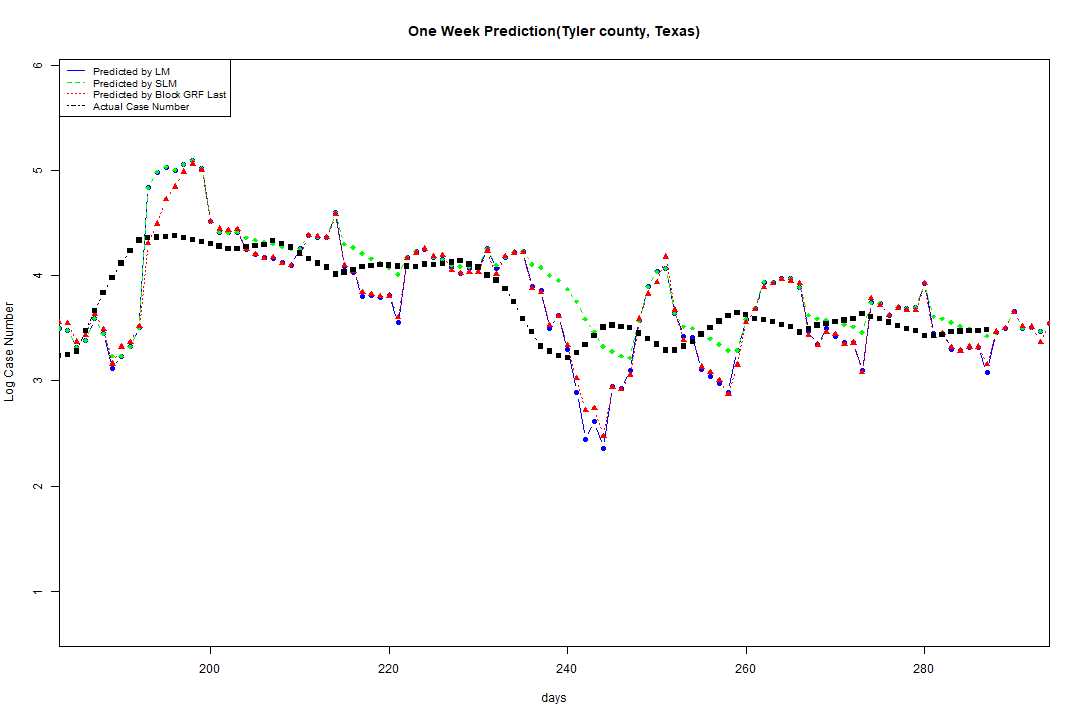 One Week Prediction(Tyler county, Texas)
Predicted by LM
Predicted by SLM
Predicted by Block GRF Last
Actual Case Number
6
5
4
3
2
1
Log Case Number
200 220 240 260 280
days